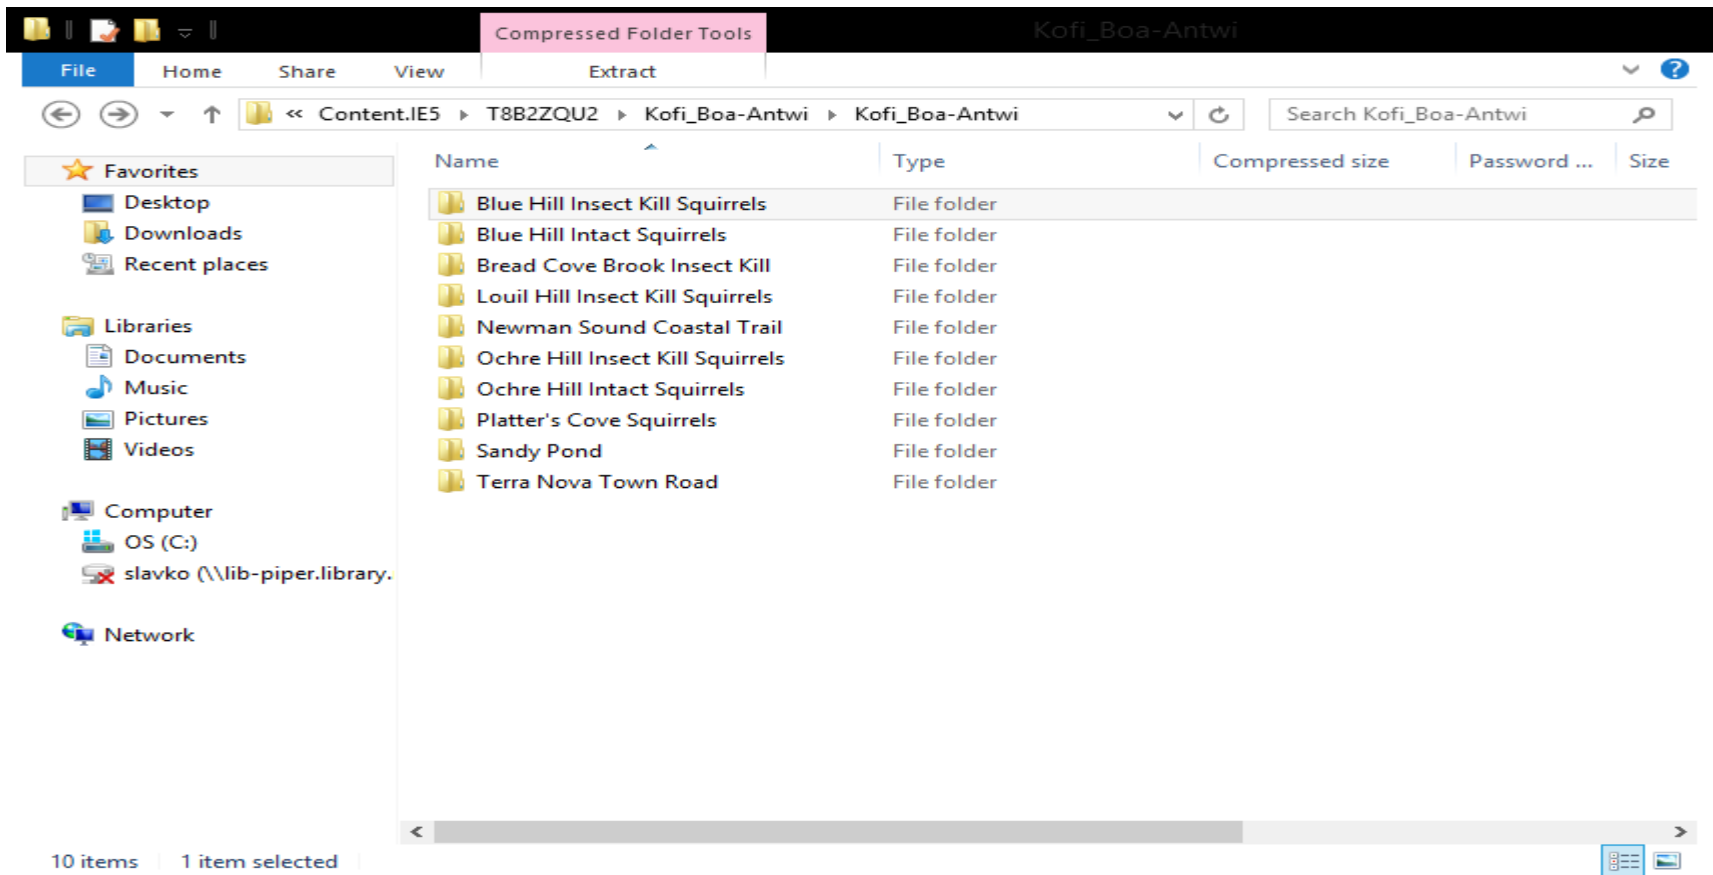 Compressed Folder Tools Kofi_Boa-Antwi
File Home Share View Extract
« Content.IE5 Т8B2ZQU2 Kofi_Boa-Antwi Kofi_Boa-Antwi Search Kofi_Boa-Antwi
Name Type Compressed size Password ... Size
Favorites
Desktop
Downloads
Recent places
Libraries
Documents
Music
Pictures
Videos
Computer
OS (C:)
slavko (\\lib-piper.library.
Network
Blue Hill Insect Kill Squirrels File folder
Blue Hill Intact Squirrels File folder
Bread Cove Brook Insect Kill File folder
Louil Hill Insect Kill Squirrels File folder
Newman Sound Coastal Trail File folder
Ochre Hill Insect Kill Squirrels File folder
Ochre Hill Intact Squirrels File folder
Platter's Cove Squirrels File folder
Sandy Pond File folder
Terra Nova Town Road File folder
10 items 1 item selected